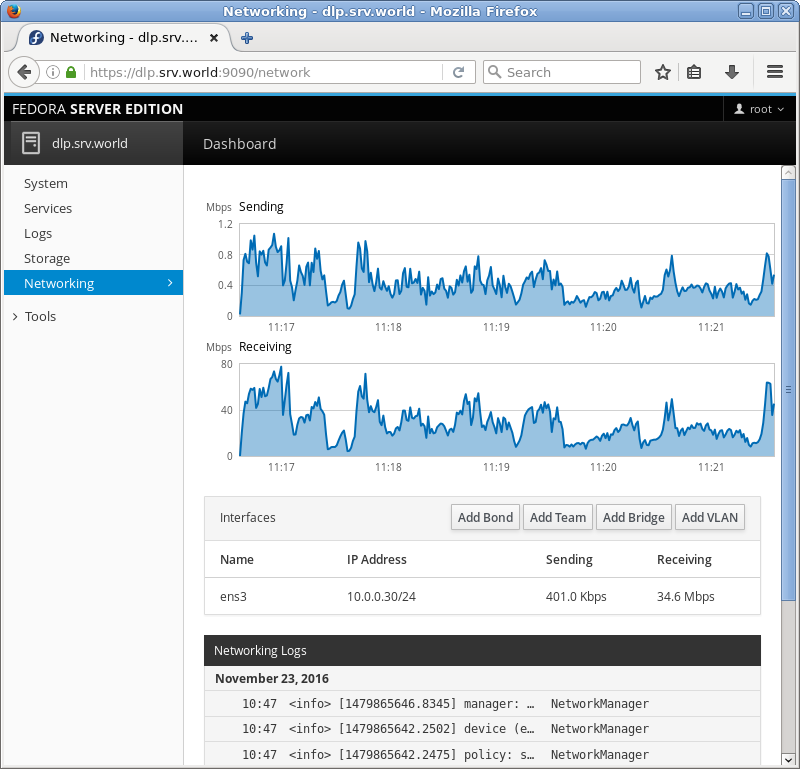 Networking - dlp.srv.world - Mozilla Firefox
Networking - dlp.srv....
https://dlp.srv.world:9090/network
Search
FEDORA SERVER EDITION
root
dlp.srv.world
Dashboard
System
Services
Logs
Storage
Networking
Tools
Mbps Sending
1.2
0.8
0.4
0
11:17 11:18 11:19 11:20 11:21
Mbps Receiving
80
40
0
11:17 11:18 11:19 11:20 11:21
Interfaces Add Bond Add Team Add Bridge Add VLAN
Name IP Address Sending Receiving
ens3 10.0.0.30/24 401.0 Kbps 34.6 Mbps
Networking Logs
November 23, 2016
10:47 <info> [1479865646.8345] manager: … NetworkManager
10:47 <info> [1479865642.2502] device (e… NetworkManager
10:47 <info> [1479865642.2475] policy: s… NetworkManager